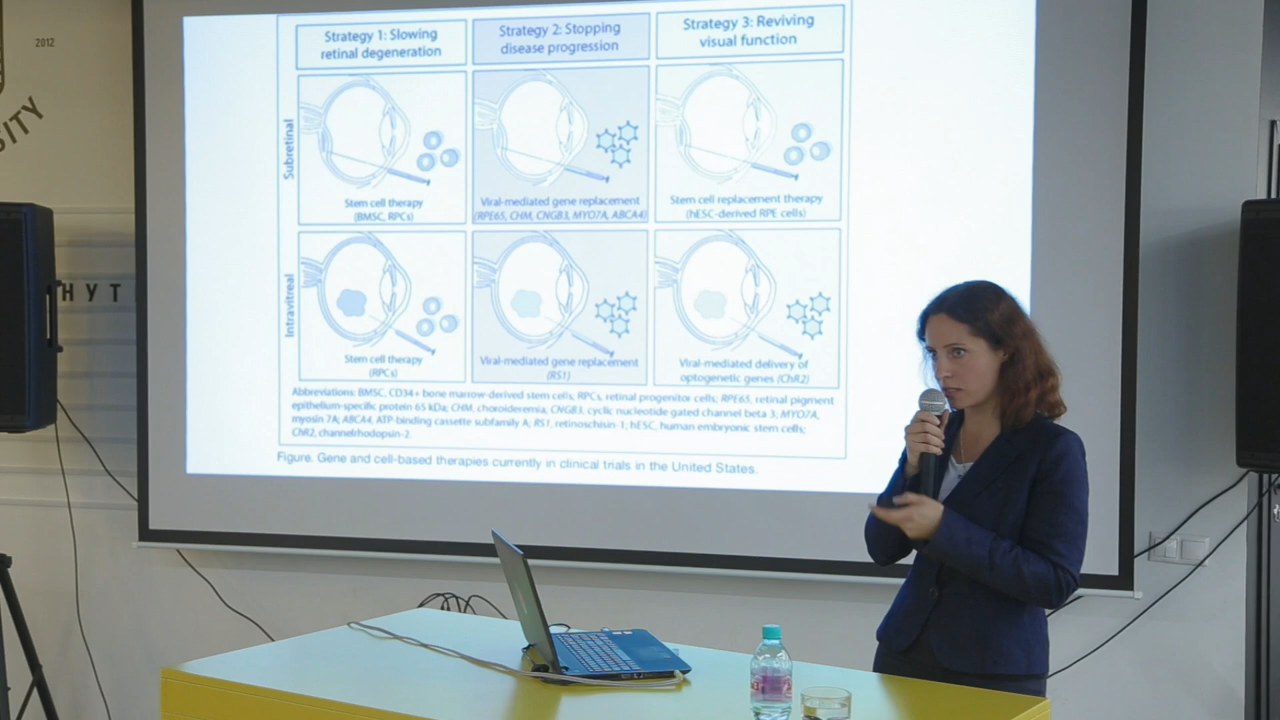 2012
SITY
НУТ
Strategy 1: Slowing
retinal degeneration
Strategy 2: Stopping
disease progression
Strategy 3: Reviving
visual function
Subretinal
Stem cell therapy
(BMSC, RPCs)
Viral-mediated gene replacement
(RPE65, CHM, CNGB3, MYO7A, ABCA4)
Stem cell replacement therapy
(hESC-derived RPE cells)
Intravitreal
Stem cell therapy
(RPCs)
Viral-mediated gene replacement
(RS1)
Viral-mediated delivery of
optogenetic genes (ChR2)
Abbreviations: BMSC, CD34+ bone marrow-derived stem cells, RPCs, retinal progenitor cells; RPE65, retinal pigment
epithelium-specific protein 65 kDa; CHM, choroideremia; CNGB3, cyclic nucleotide gated channel beta 3; MYO7A,
myosin 7A; ABCA4, ATP-binding cassette subfamily A; RS1, retinoschisin-1; hESC, human embryonic stem cells;
ChR2, channelrhodopsin-2.
Figure. Gene and cell-based therapies currently in clinical trials in the United States.